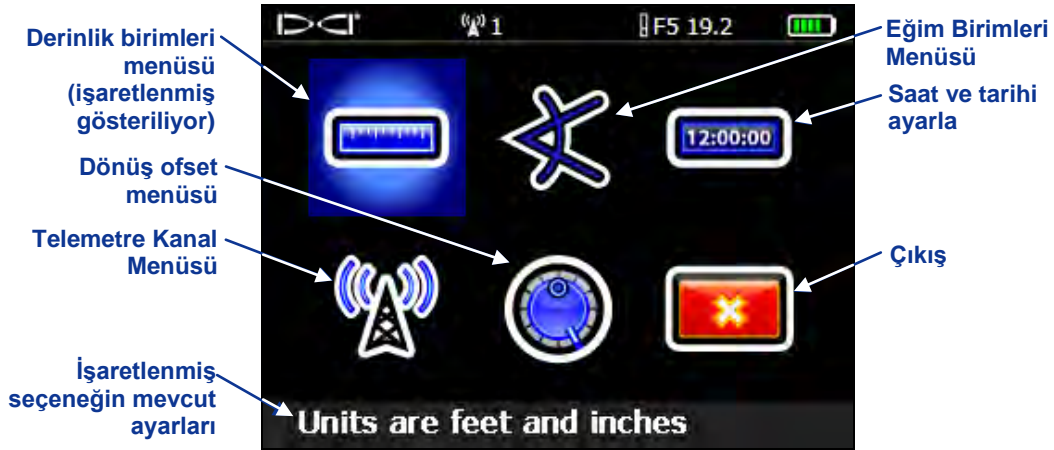 DCI
1
F5 19.2
Derinlik birimleri
menüsü
(işaretlenmiş
gösteriliyor)
Eğim Birimleri
Menüsü
Saat ve tarihi
ayarla
12:00:00
Dönüş ofset
menüsü
Telemetre Kanal
Menüsü
Çıkış
İşaretlenmiş
seçeneğin mevcut
ayarları
Units are feet and inches